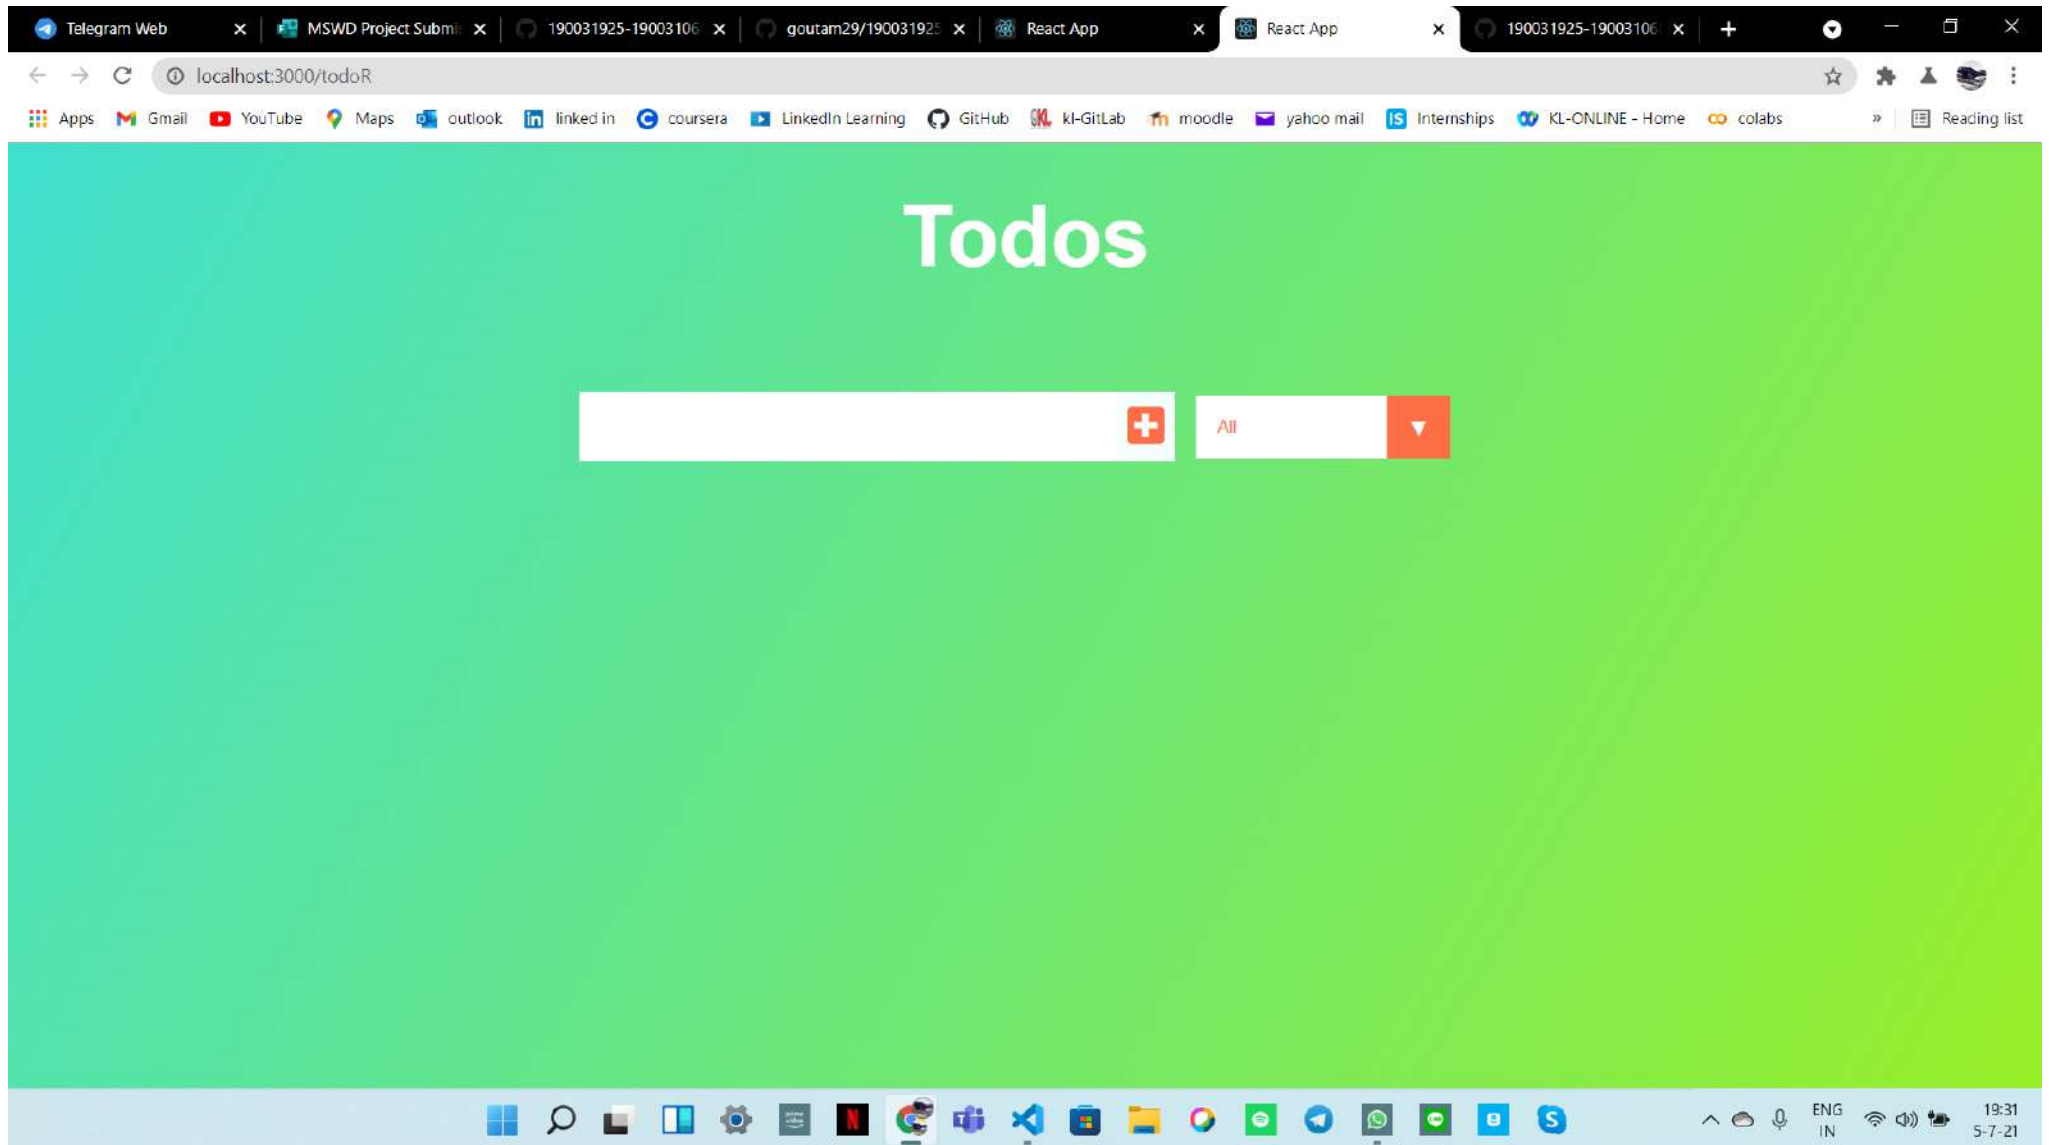 Telegram Web
MSWD Project Submi
190031925-19003106
goutam29/190031925
React App
React App
190031925-19003106
localhost:3000/todoR
Apps Gmail YouTube Maps outlook linked in coursera LinkedIn Learning GitHub kl-GitLab moodle yahoo mail Internships KL-ONLINE - Home colabs » Reading list
Todos
All
ENG 19:31
IN 5-7-21